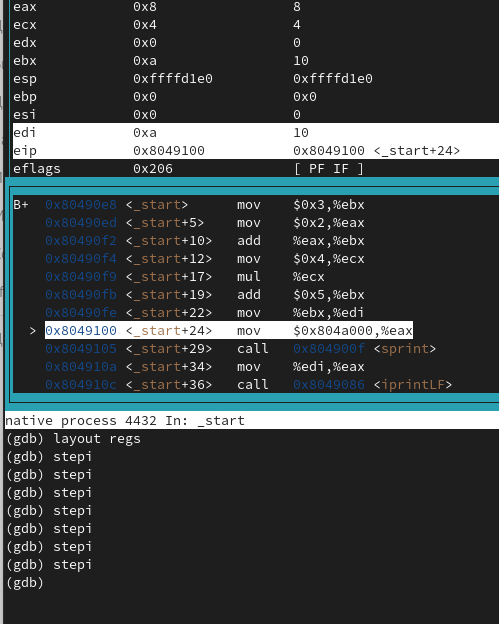 eax 0x8 8
ecx 0x4 4
edx 0x0 0
ebx 0xa 10
esp 0xffffd1e0 0xffffd1e0
ebp 0x0 0x0
esi 0x0 0
edi 0xa 10
eip 0x8049100 0x8049100 <_start+24>
eflags 0x206 [ PF IF ]
B+ 0x80490e8 <_start> mov $0x3,%ebx
0x80490ed <_start+5> mov $0x2,%eax
0x80490f2 <_start+10> add %eax,%ebx
0x80490f4 <_start+12> mov $0x4,%ecx
0x80490f9 <_start+17> mul %ecx
0x80490fb <_start+19> add $0x5,%ebx
0x80490fe <_start+22> mov %ebx,%edi
> 0x8049100 <_start+24> mov $0x804a000,%eax
0x8049105 <_start+29> call 0x804900f <sprint>
0x804910a <_start+34> mov %edi,%eax
0x804910c <_start+36> call 0x8049086 <iprintLF>
native process 4432 In: _start
(gdb) layout regs
(gdb) stepi
(gdb) stepi
(gdb) stepi
(gdb) stepi
(gdb) stepi
(gdb) stepi
(gdb) stepi
(gdb)